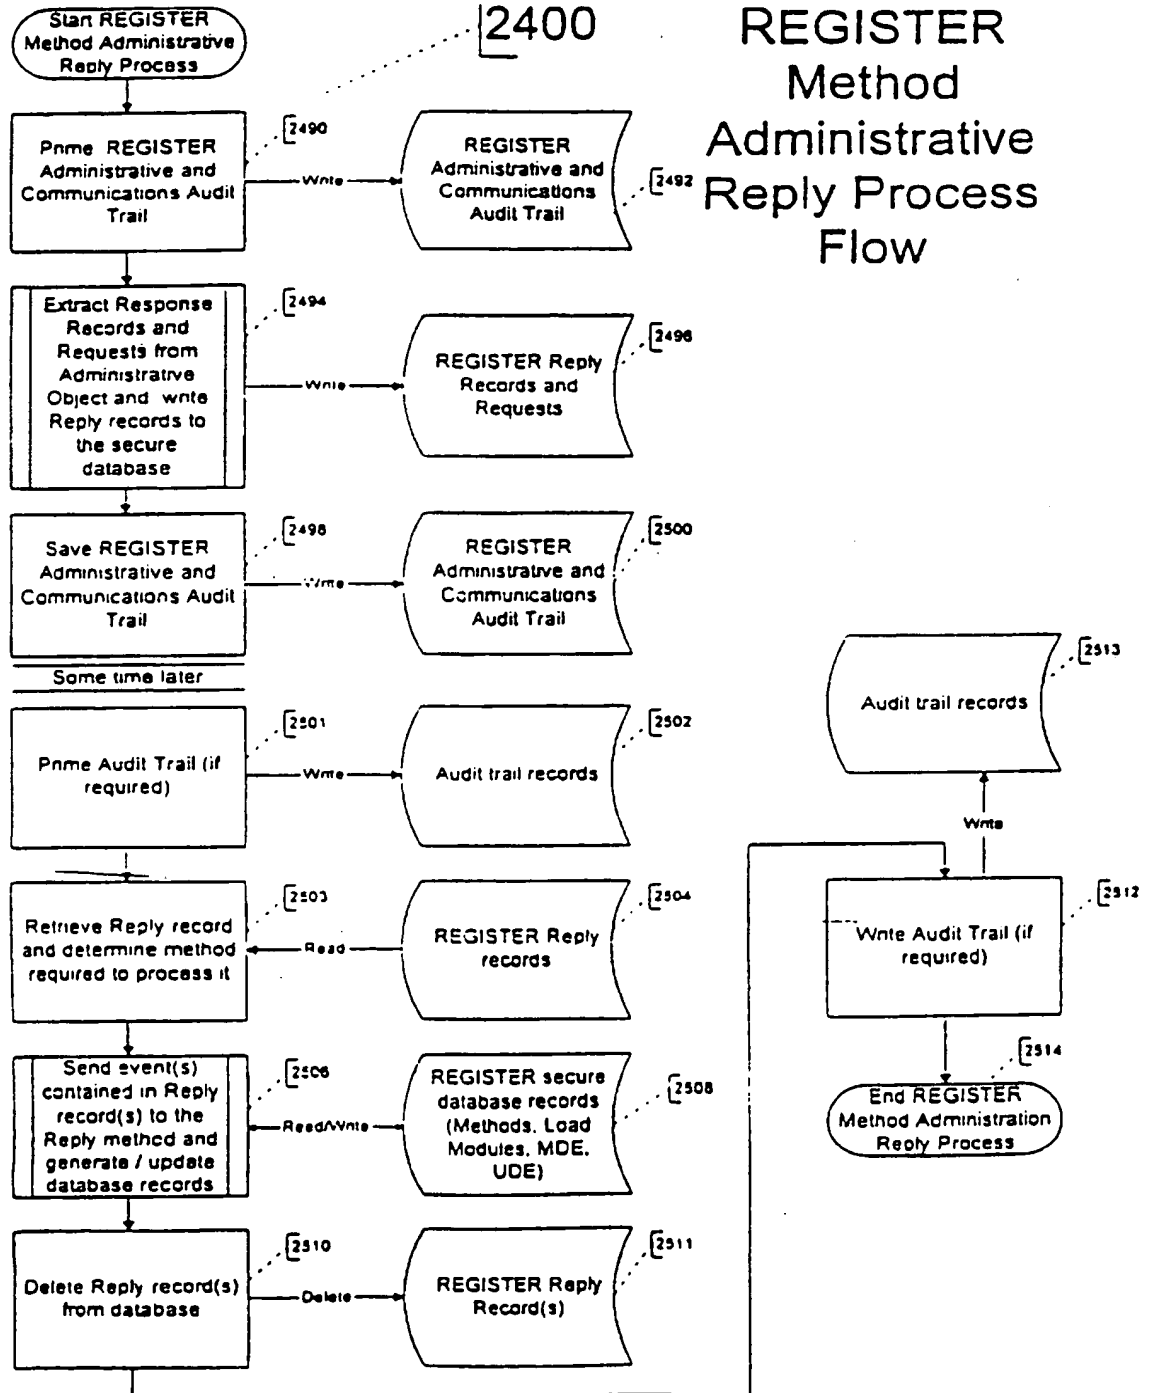 Start REGISTER
Method Administrative
Reply Process
2400
REGISTER
Method
Administrative
Reply Process
Flow
2490
Prime REGISTER
Administrative and
Communications Audit
Trail
Write
REGISTER
Administrative and
Communications
Audit Trail
2492
2494
Extract Response
Records and
Requests from
Administrative
Object and write
Reply records to
the secure
database
Write
REGISTER Reply
Records and
Requests
2496
2498
Save REGISTER
Administrative and
Communications Audit
Trail
Write
REGISTER
Administrative and
Communications
Audit Trail
2500
Some time later
2501
Prime Audit Trail (if
required)
Write
Audit trail records
2502
2503
Retrieve Reply record
and determine method
required to process it
Read
REGISTER Reply
records
2504
2506
Send event(s)
contained in Reply
record(s) to the
Reply method and
generate / update
database records
Read/Write
REGISTER secure
database records
(Methods, Load
Modules, MDE,
UDE)
2508
2510
Delete Reply record(s)
from database
Delete
REGISTER Reply
Record(s)
2511
2513
Audit trail records
Write
2512
Write Audit Trail (if
required)
2514
End REGISTER
Method Administration
Reply Process